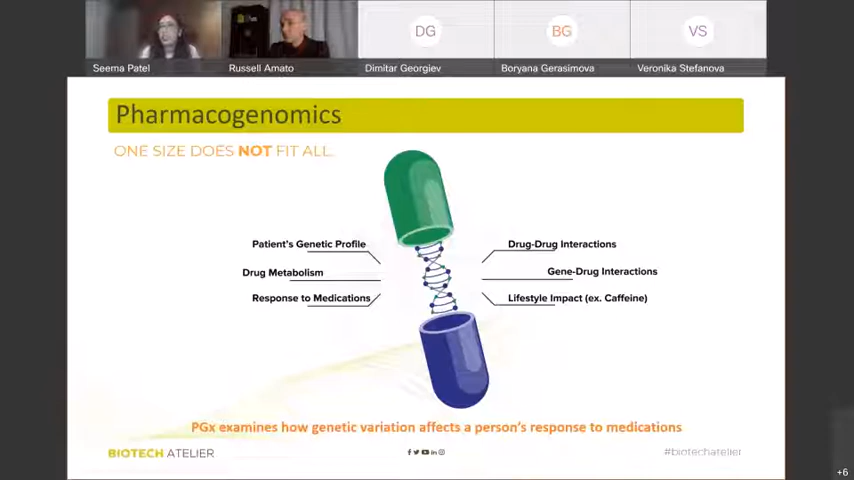 DG
BG
VS
Seema Patel
Russell Amato
Dimitar Georgiev
Boryana Gerasimova
Veronika Stefanova
Pharmacogenomics
ONE SIZE DOES NOT FIT ALL.
Patient's Genetic Profile
Drug Metabolism
Response to Medications
Drug-Drug Interactions
Gene-Drug Interactions
Lifestyle Impact (ex. Caffeine)
PGx examines how genetic variation affects a person's response to medications
BIOTECH ATELIER
#biotechatelier
+6